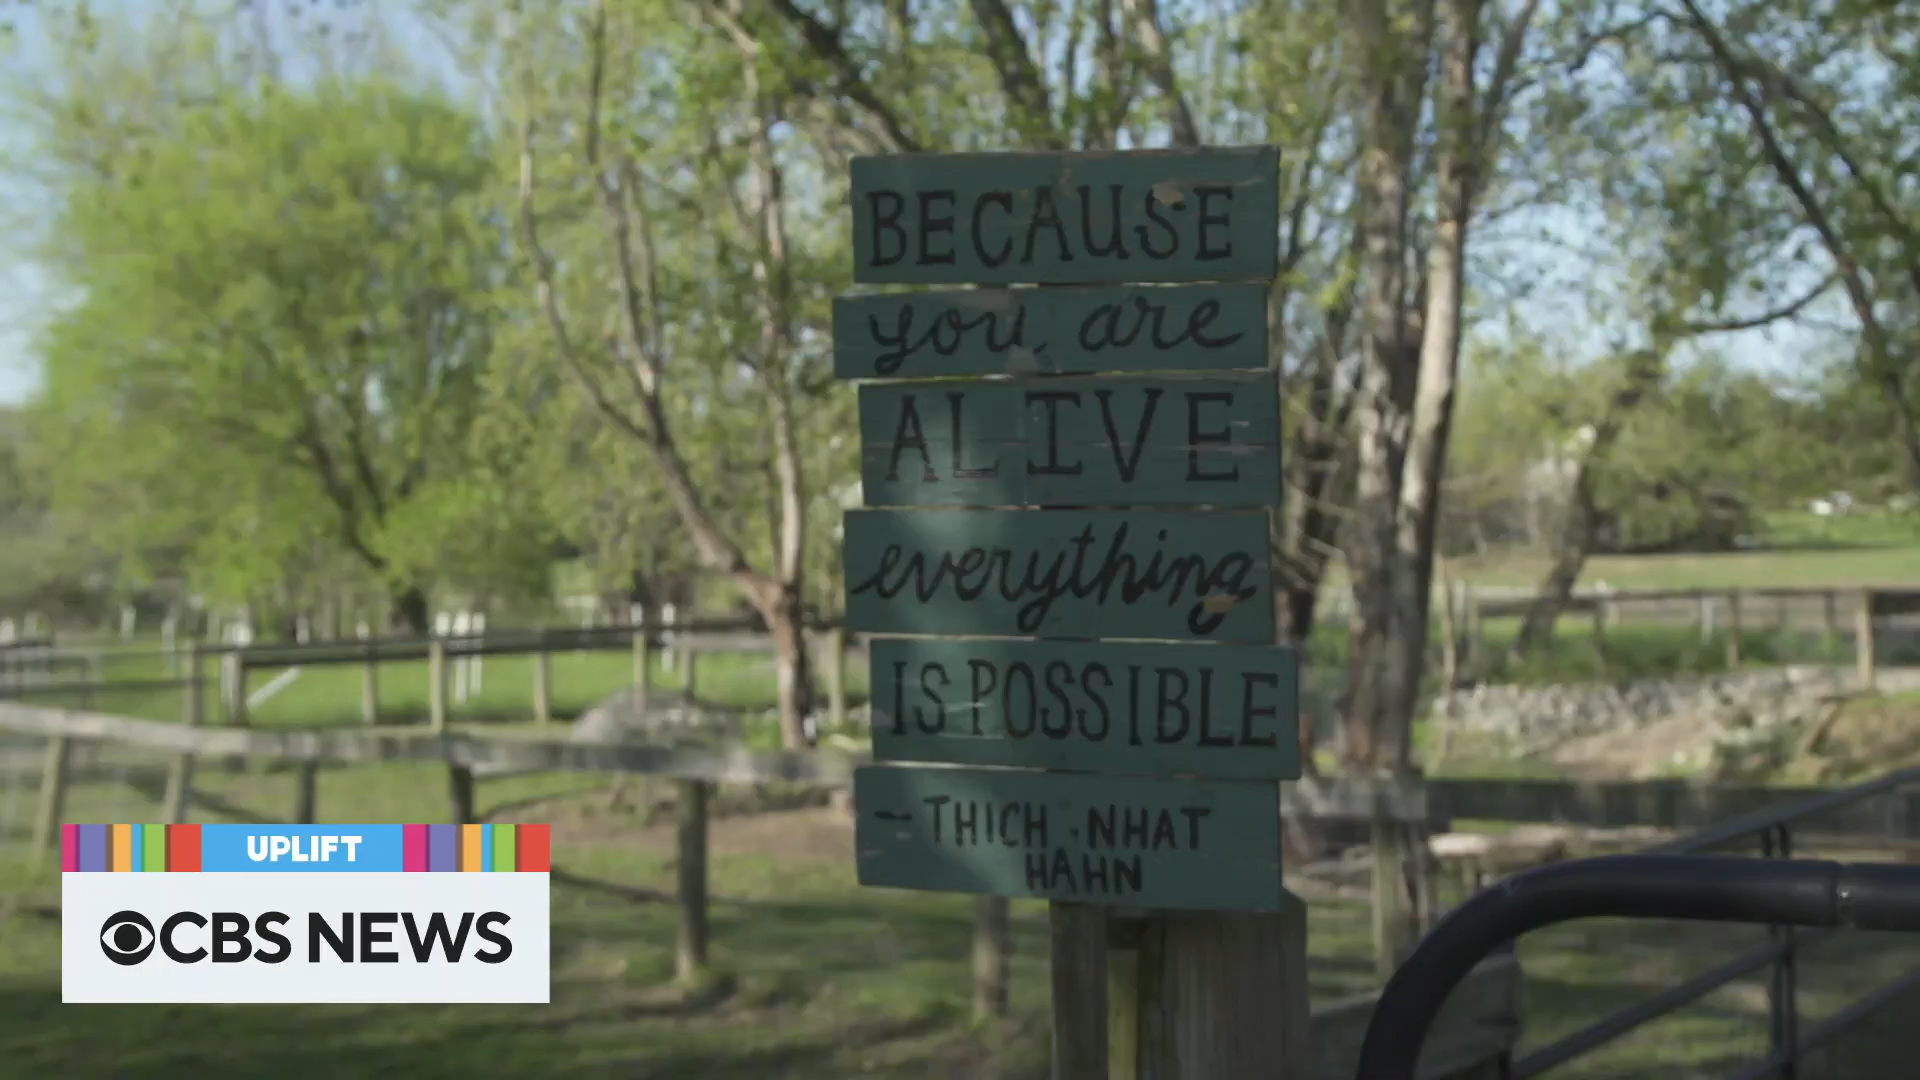 BECAUSE
you are
ALIVE
everything
IS POSSIBLE
- THICH NHAT
HAHN
UPLIFT
CBS NEWS